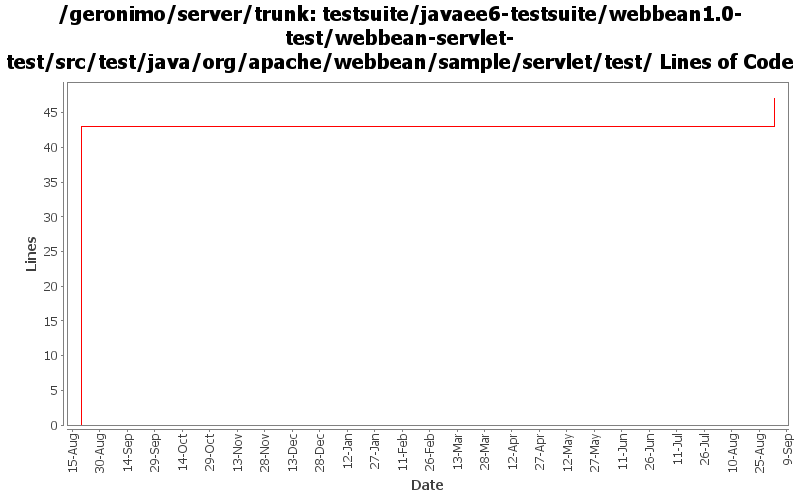 /geronimo/server/trunk: testsuite/javaee6-testsuite/webbean1.0-
test/webbean-servlet-
test/src/test/java/org/apache/webbean/sample/servlet/test/ Lines of Code
Lines
45
40
35
30
25
20
15
10
5
0
15-Aug
30-Aug
14-Sep
29-Sep
14-Oct
29-Oct
13-Nov
28-Nov
13-Dec
28-Dec
12-Jan
27-Jan
11-Feb
26-Feb
13-Mar
28-Mar
12-Apr
27-Apr
12-May
27-May
11-Jun
26-Jun
11-Jul
26-Jul
10-Aug
25-Aug
9-Sep
Date